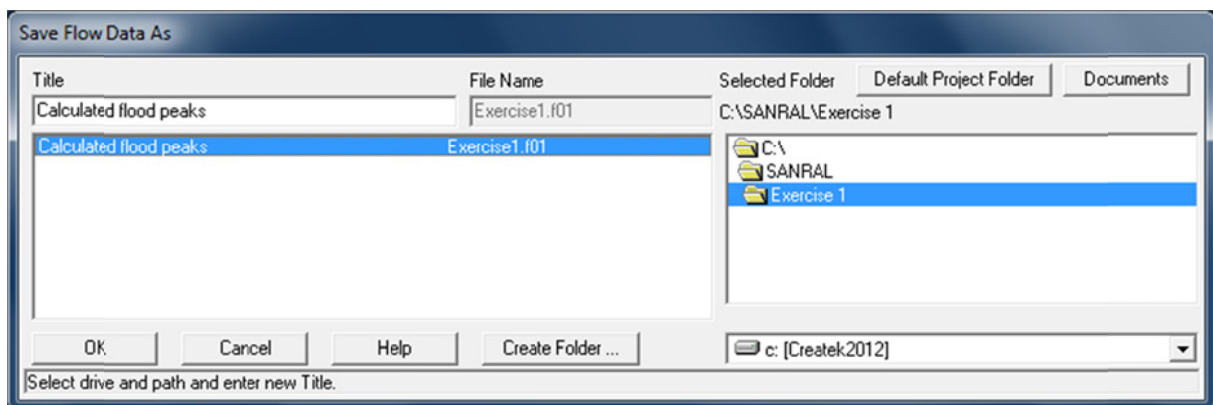 Save Flow Data As
Title
File Name
Selected Folder
Default Project Folder
Documents
Calculated flood peaks
Exercise1.f01
C:\SANRAL\Exercise 1
Calculated flood peaks Exercise1.f01
C:\
SANRAL
Exercise 1
OK
Cancel
Help
Create Folder ...
c: [Createk2012]
Select drive and path and enter new Title.